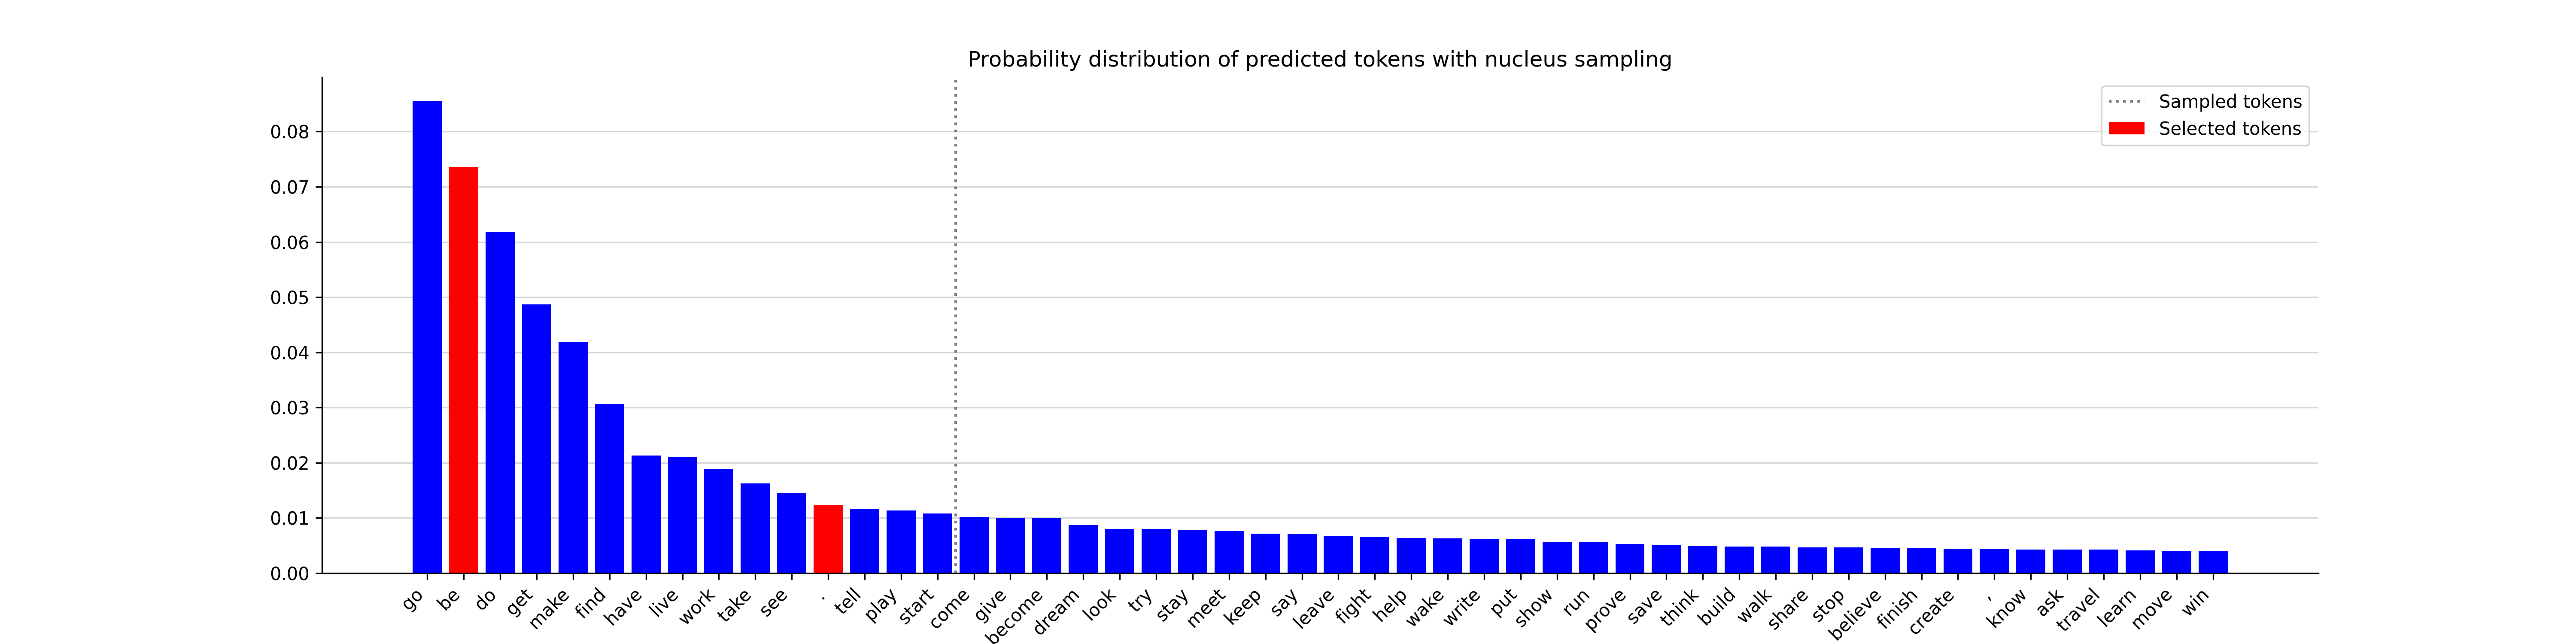 Probability distribution of predicted tokens with nucleus sampling
Sampled tokens
Selected tokens
0.08
0.07
0.06
0.05
0.04
0.03
0.02
0.01
0.00
go
be
do
get
make
find
have
live
work
take
see
.
tell
play
start
come
give
become
dream
look
try
stay
meet
keep
say
leave
fight
help
wake
write
put
show
run
prove
save
think
build
walk
share
stop
believe
finish
create
,
know
ask
travel
learn
move
win